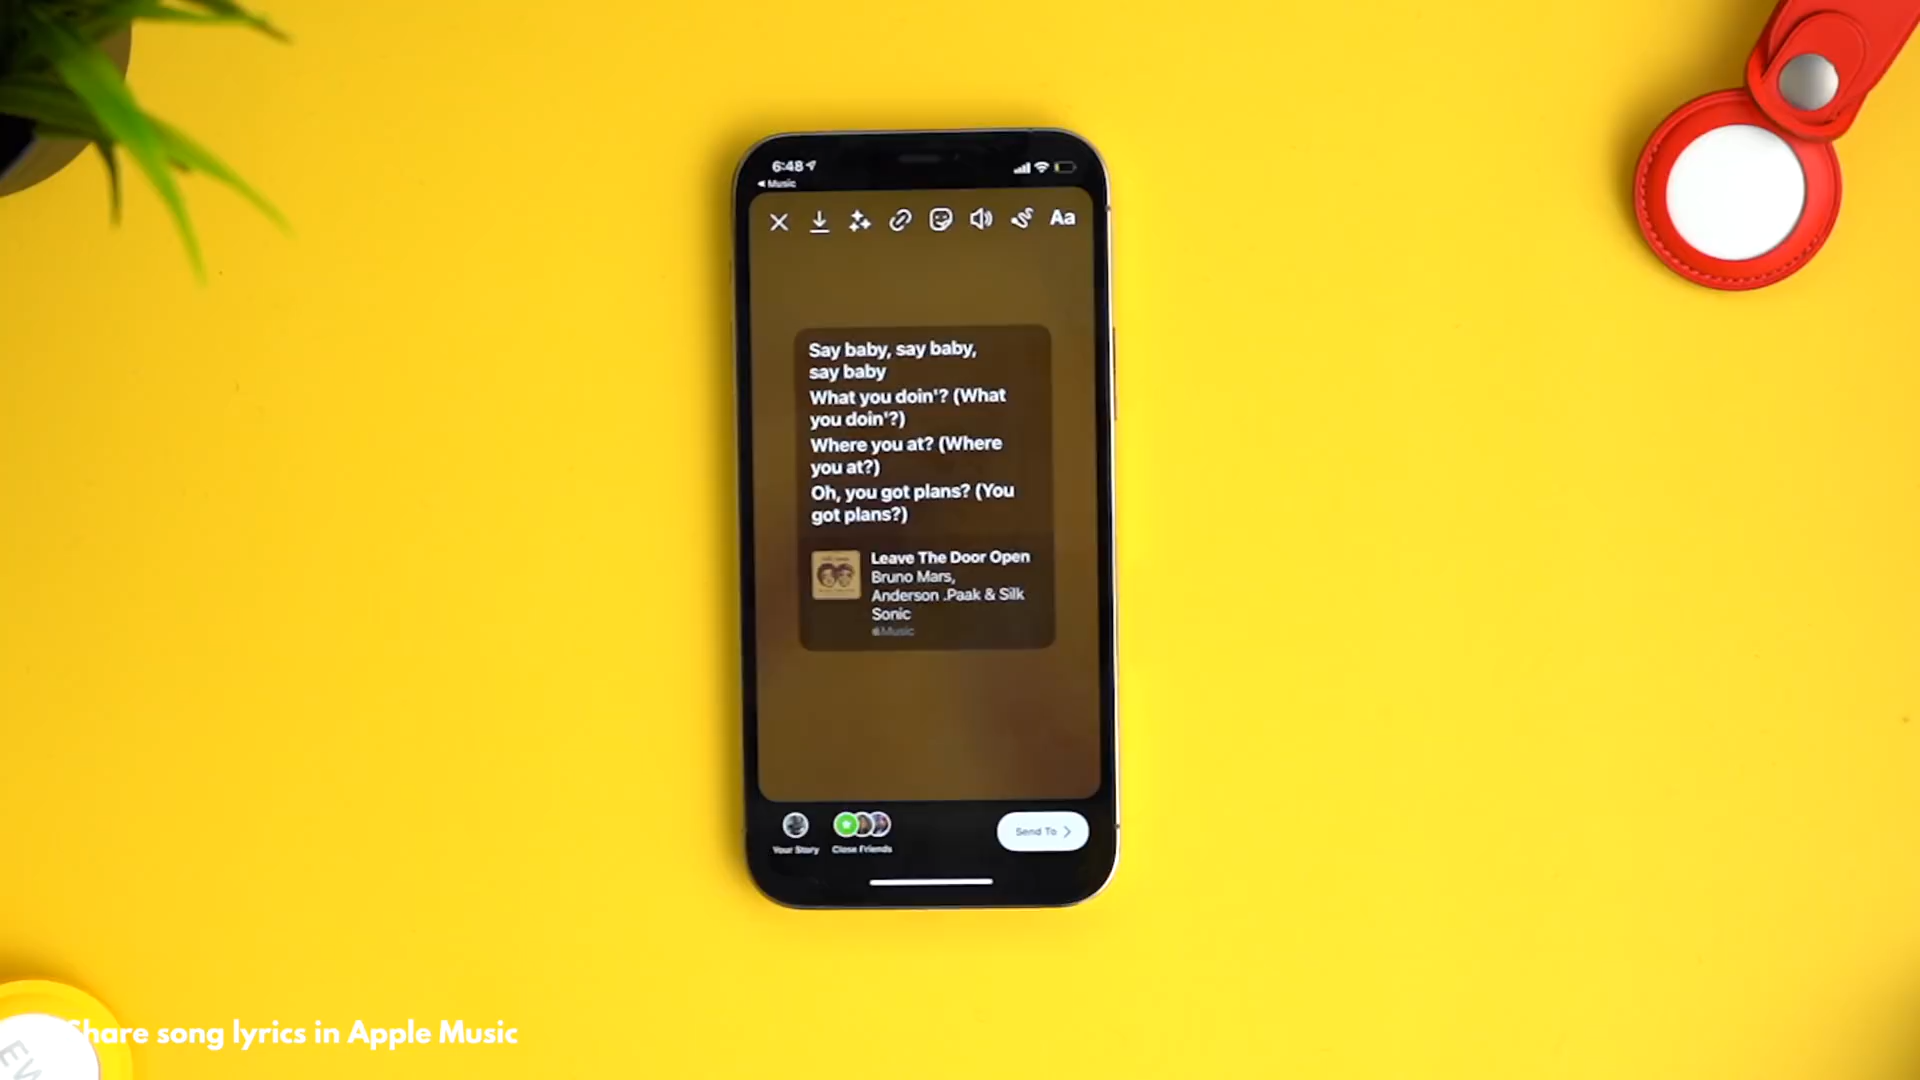 6:48
Music
Aa
Say baby, say baby,
say baby
What you doin'? (What
you doin'?)
Where you at? (Where
you at?)
Oh, you got plans? (You
got plans?)
Leave The Door Open
Bruno Mars,
Anderson .Paak & Silk
Sonic
Music
Your Story
Close Friends
Send To
Share song lyrics in Apple Music